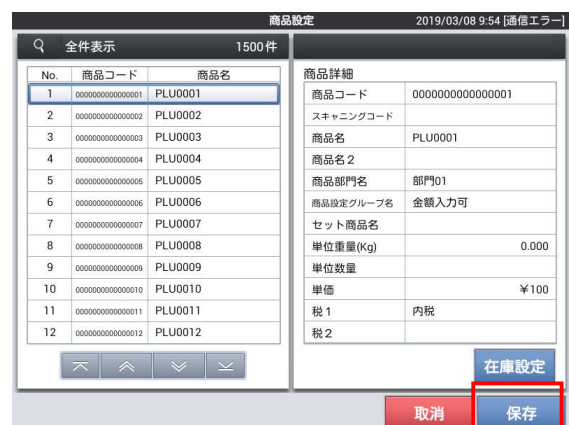 商品設定 2019/03/08 9:54 [通信エラー]
全件表示 1500件
No. 商品コード 商品名
1 0000000000000001 PLU0001
2 0000000000000002 PLU0002
3 0000000000000003 PLU0003
4 0000000000000004 PLU0004
5 0000000000000005 PLU0005
6 0000000000000006 PLU0006
7 0000000000000007 PLU0007
8 0000000000000008 PLU0008
9 0000000000000009 PLU0009
10 0000000000000010 PLU0010
11 0000000000000011 PLU0011
12 0000000000000012 PLU0012
商品詳細
商品コード 0000000000000001
スキャニングコード
商品名 PLU0001
商品名２
商品部門名 部門01
商品設定グループ名 金額入力可
セット商品名
単位重量(Kg) 0.000
単位数量
単価 ￥100
税１ 内税
税２
在庫設定
取消 保存